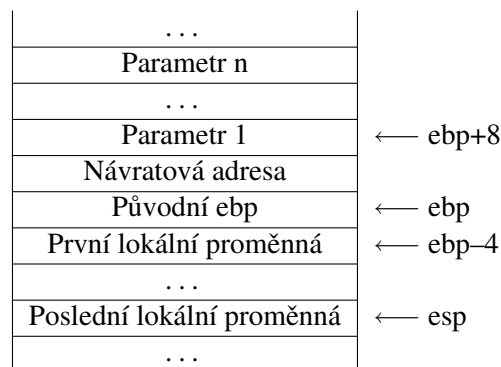 . . .
Parametr n
. . .
Parametr 1 ⟵ ebp+8
Návratová adresa
Původní ebp ⟵ ebp
První lokální proměnná ⟵ ebp–4
. . .
Poslední lokální proměnná ⟵ esp
. . .